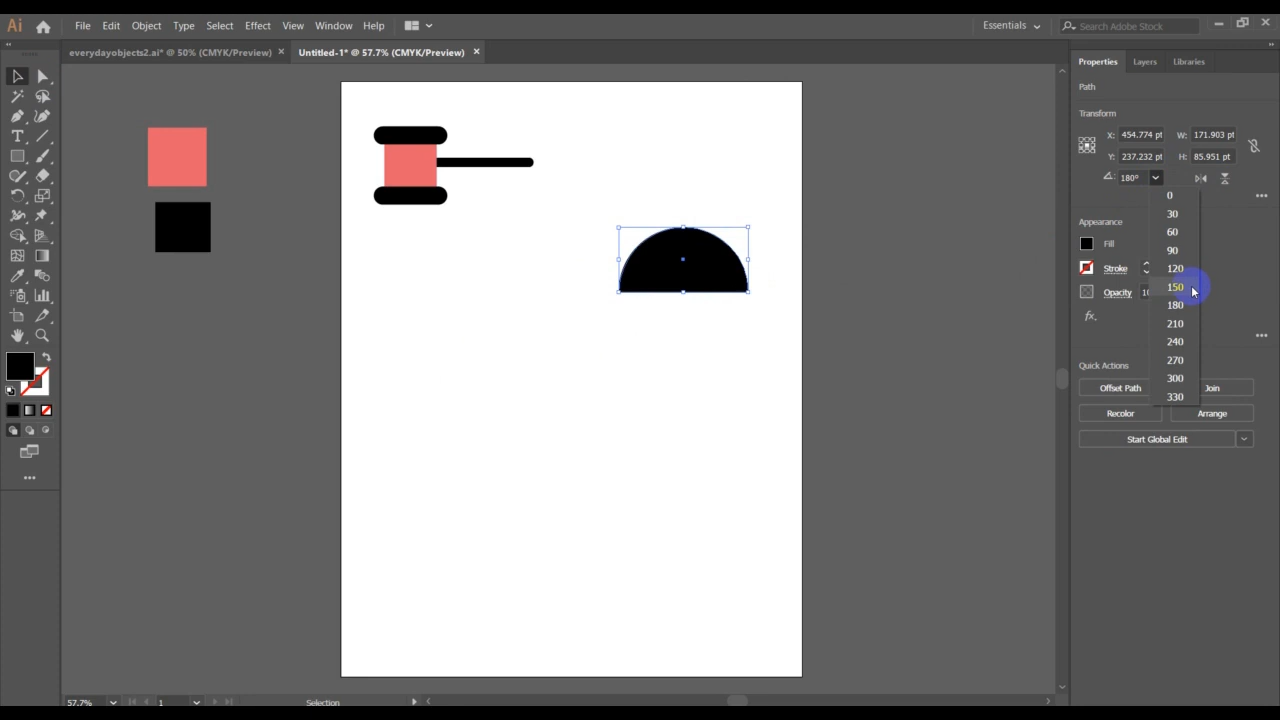 Ai File Edit Object Type Select Effect View Window Help Essentials Search Adobe Stock
everydayobjects2.ai* @ 50% (CMYK/Preview) × Untitled-1* @ 57.7% (CMYK/Preview) ×
Properties Layers Libraries
Path
Transform
X: 454.774 pt W: 171.903 pt
Y: 237.232 pt H: 85.951 pt
180°
0
30
60
90
120
150
180
210
240
270
300
330
Appearance
Fill
Stroke
Opacity
fx.
Quick Actions
Offset Path Join
Recolor Arrange
Start Global Edit
57.7% 1 Selection